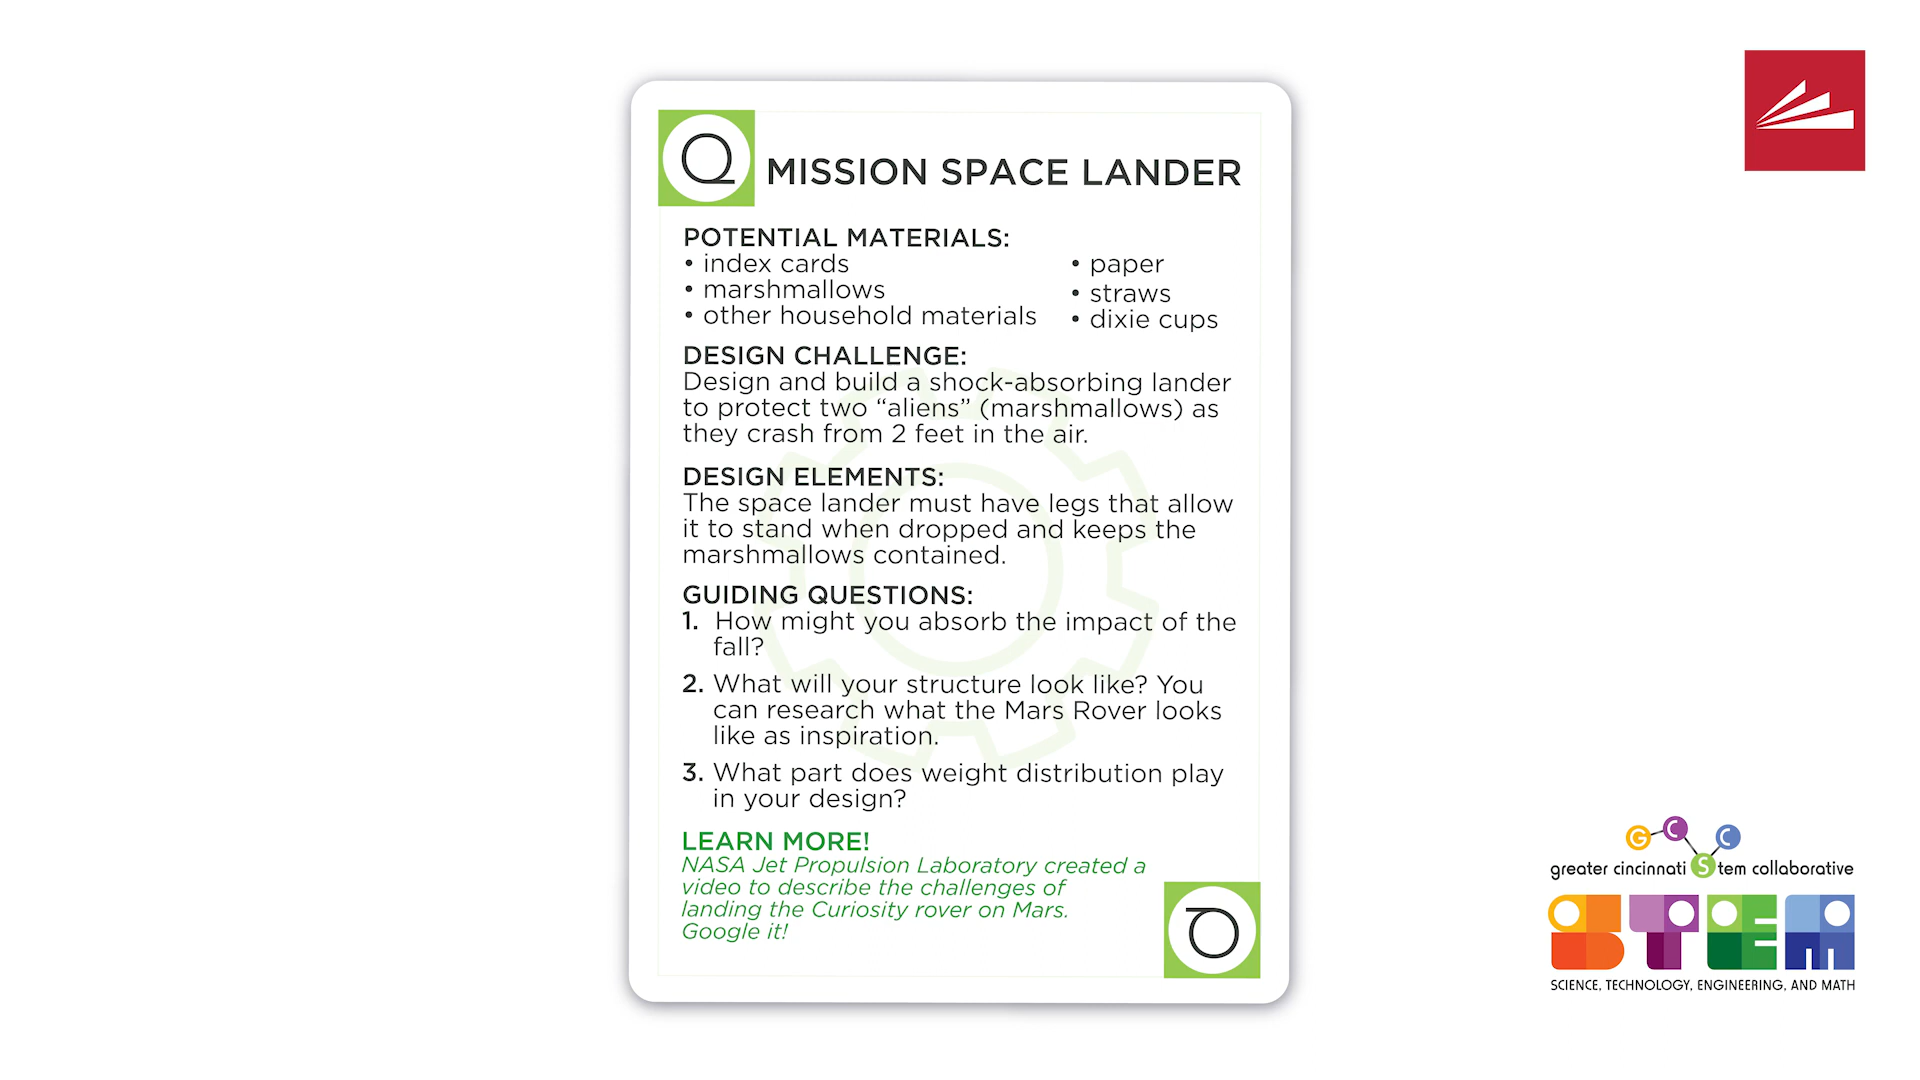 Q
MISSION SPACE LANDER
POTENTIAL MATERIALS:
• index cards
• marshmallows
• other household materials
• paper
• straws
• dixie cups
DESIGN CHALLENGE:
Design and build a shock-absorbing lander
to protect two “aliens” (marshmallows) as
they crash from 2 feet in the air.
DESIGN ELEMENTS:
The space lander must have legs that allow
it to stand when dropped and keeps the
marshmallows contained.
GUIDING QUESTIONS:
1. How might you absorb the impact of the
fall?
2. What will your structure look like? You
can research what the Mars Rover looks
like as inspiration.
3. What part does weight distribution play
in your design?
LEARN MORE!
NASA Jet Propulsion Laboratory created a
video to describe the challenges of
landing the Curiosity rover on Mars.
Google it!
Q
G C S C
greater cincinnati Stem collaborative
STEM
SCIENCE, TECHNOLOGY, ENGINEERING, AND MATH